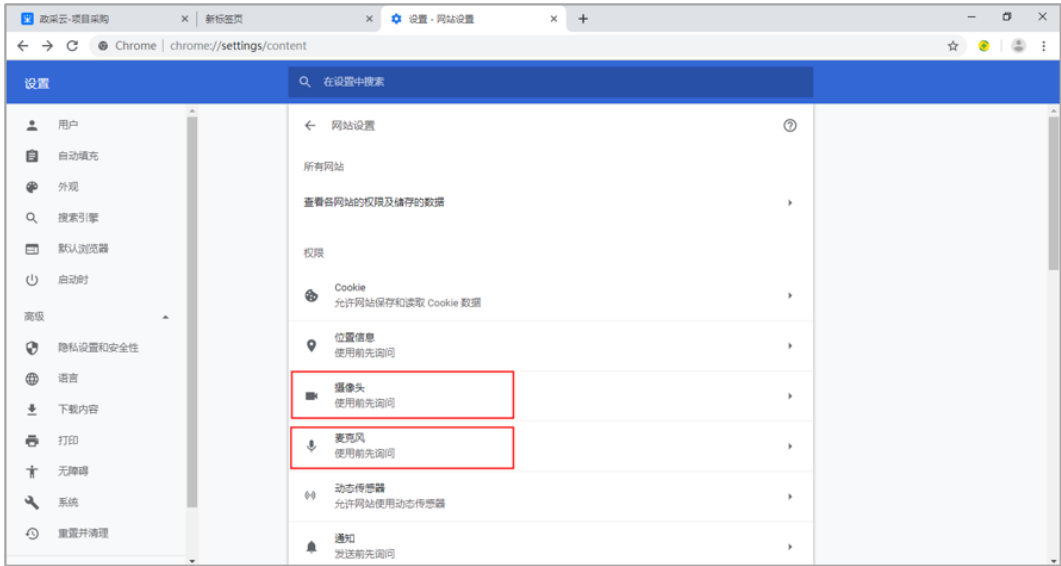 政采云-项目采购
新标签页
设置 - 网站设置
Chrome | chrome://settings/content
设置
在设置中搜索
用户
自动填充
外观
搜索引擎
默认浏览器
启动时
高级
隐私设置和安全性
语言
下载内容
打印
无障碍
系统
重置并清理
网站设置
所有网站
查看各网站的权限及储存的数据
权限
Cookie
允许网站保存和读取 Cookie 数据
位置信息
使用前先询问
摄像头
使用前先询问
麦克风
使用前先询问
动态传感器
允许网站使用动态传感器
通知
发送前先询问